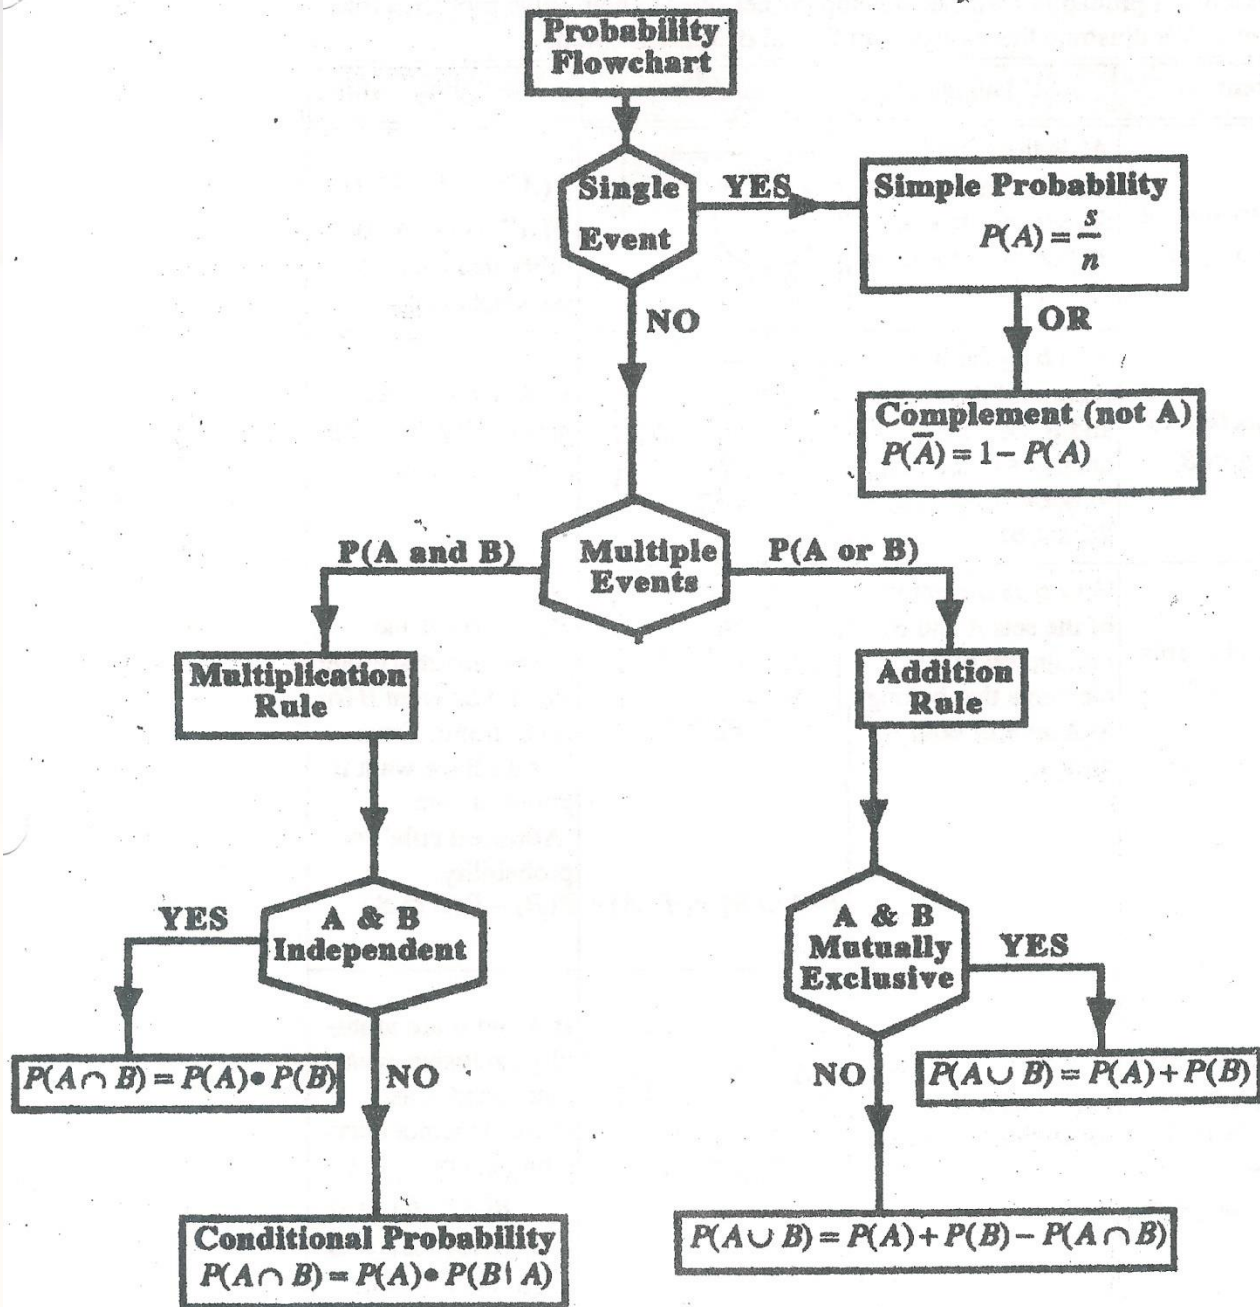 Probability
Flowchart
Single
Event
YES
Simple Probability
P(A) = s/n
NO
OR
Complement (not A)
P(A̅) = 1 − P(A)
P(A and B)
Multiple
Events
P(A or B)
Multiplication
Rule
Addition
Rule
YES
A & B
Independent
A & B
Mutually
Exclusive
YES
P(A ∩ B) = P(A) • P(B)
NO
NO
P(A ∪ B) = P(A) + P(B)
Conditional Probability
P(A ∩ B) = P(A) • P(B | A)
P(A ∪ B) = P(A) + P(B) − P(A ∩ B)